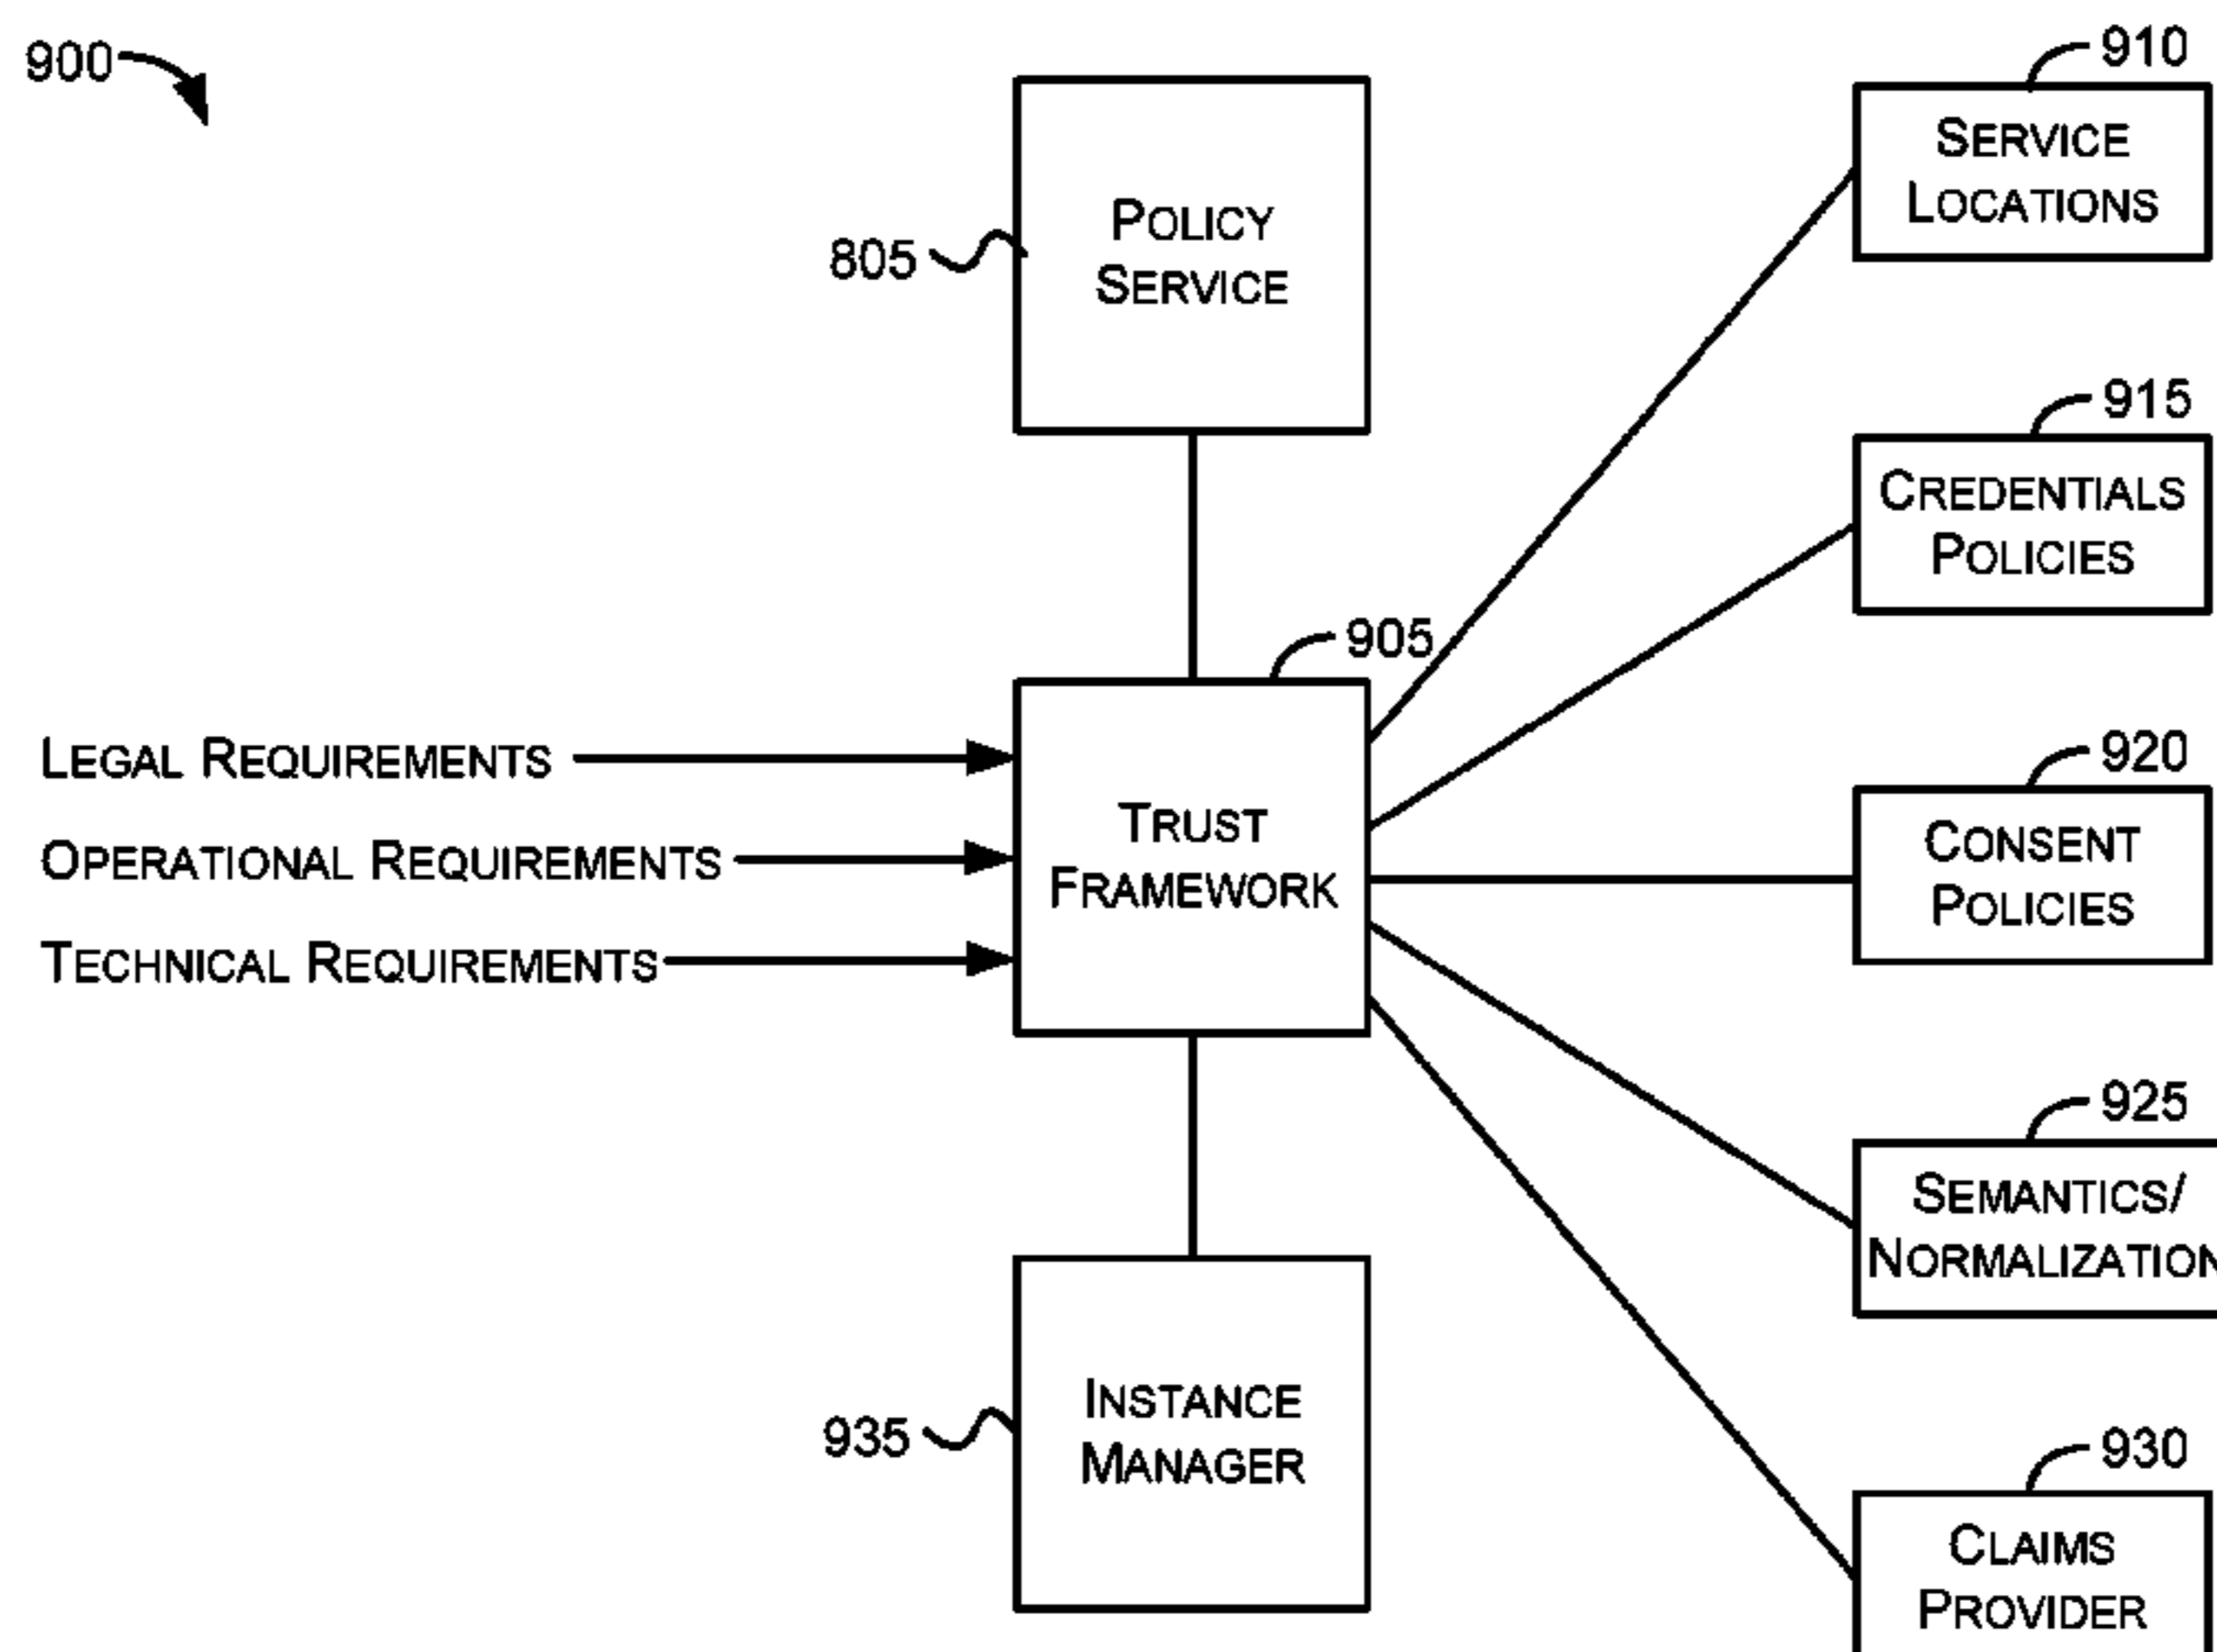 900
910
SERVICE
LOCATIONS
805
POLICY
SERVICE
915
CREDENTIALS
POLICIES
905
LEGAL REQUIREMENTS
OPERATIONAL REQUIREMENTS
TECHNICAL REQUIREMENTS
TRUST
FRAMEWORK
920
CONSENT
POLICIES
925
SEMANTICS/
NORMALIZATION
935
INSTANCE
MANAGER
930
CLAIMS
PROVIDER